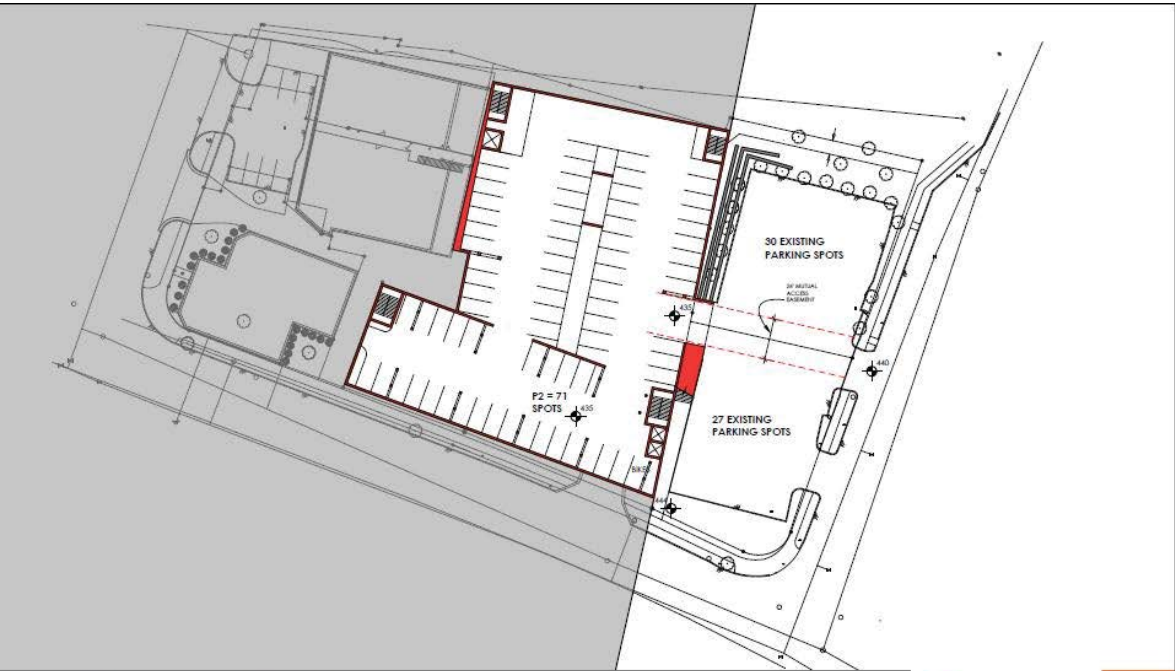 30 EXISTING
PARKING SPOTS
26' MUTUAL
ACCESS
EASEMENT
435
440
P2 = 71
SPOTS
435
27 EXISTING
PARKING SPOTS
BIKES
444